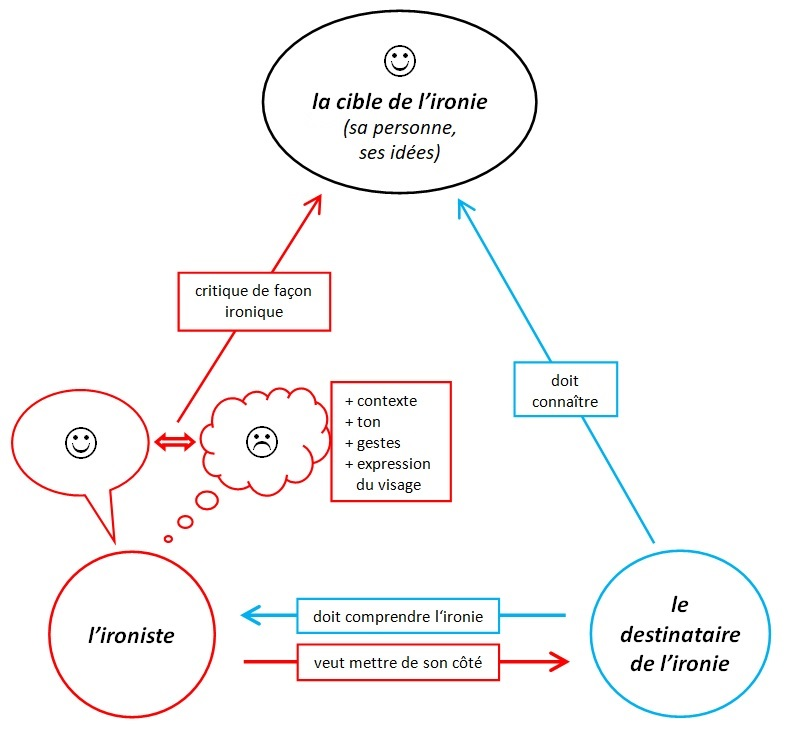 la cible de l’ironie
(sa personne,
ses idées)
critique de façon
ironique
doit
connaître
+ contexte
+ ton
+ gestes
+ expression
du visage
l’ironiste
doit comprendre l‘ironie
veut mettre de son côté
le
destinataire
de l’ironie